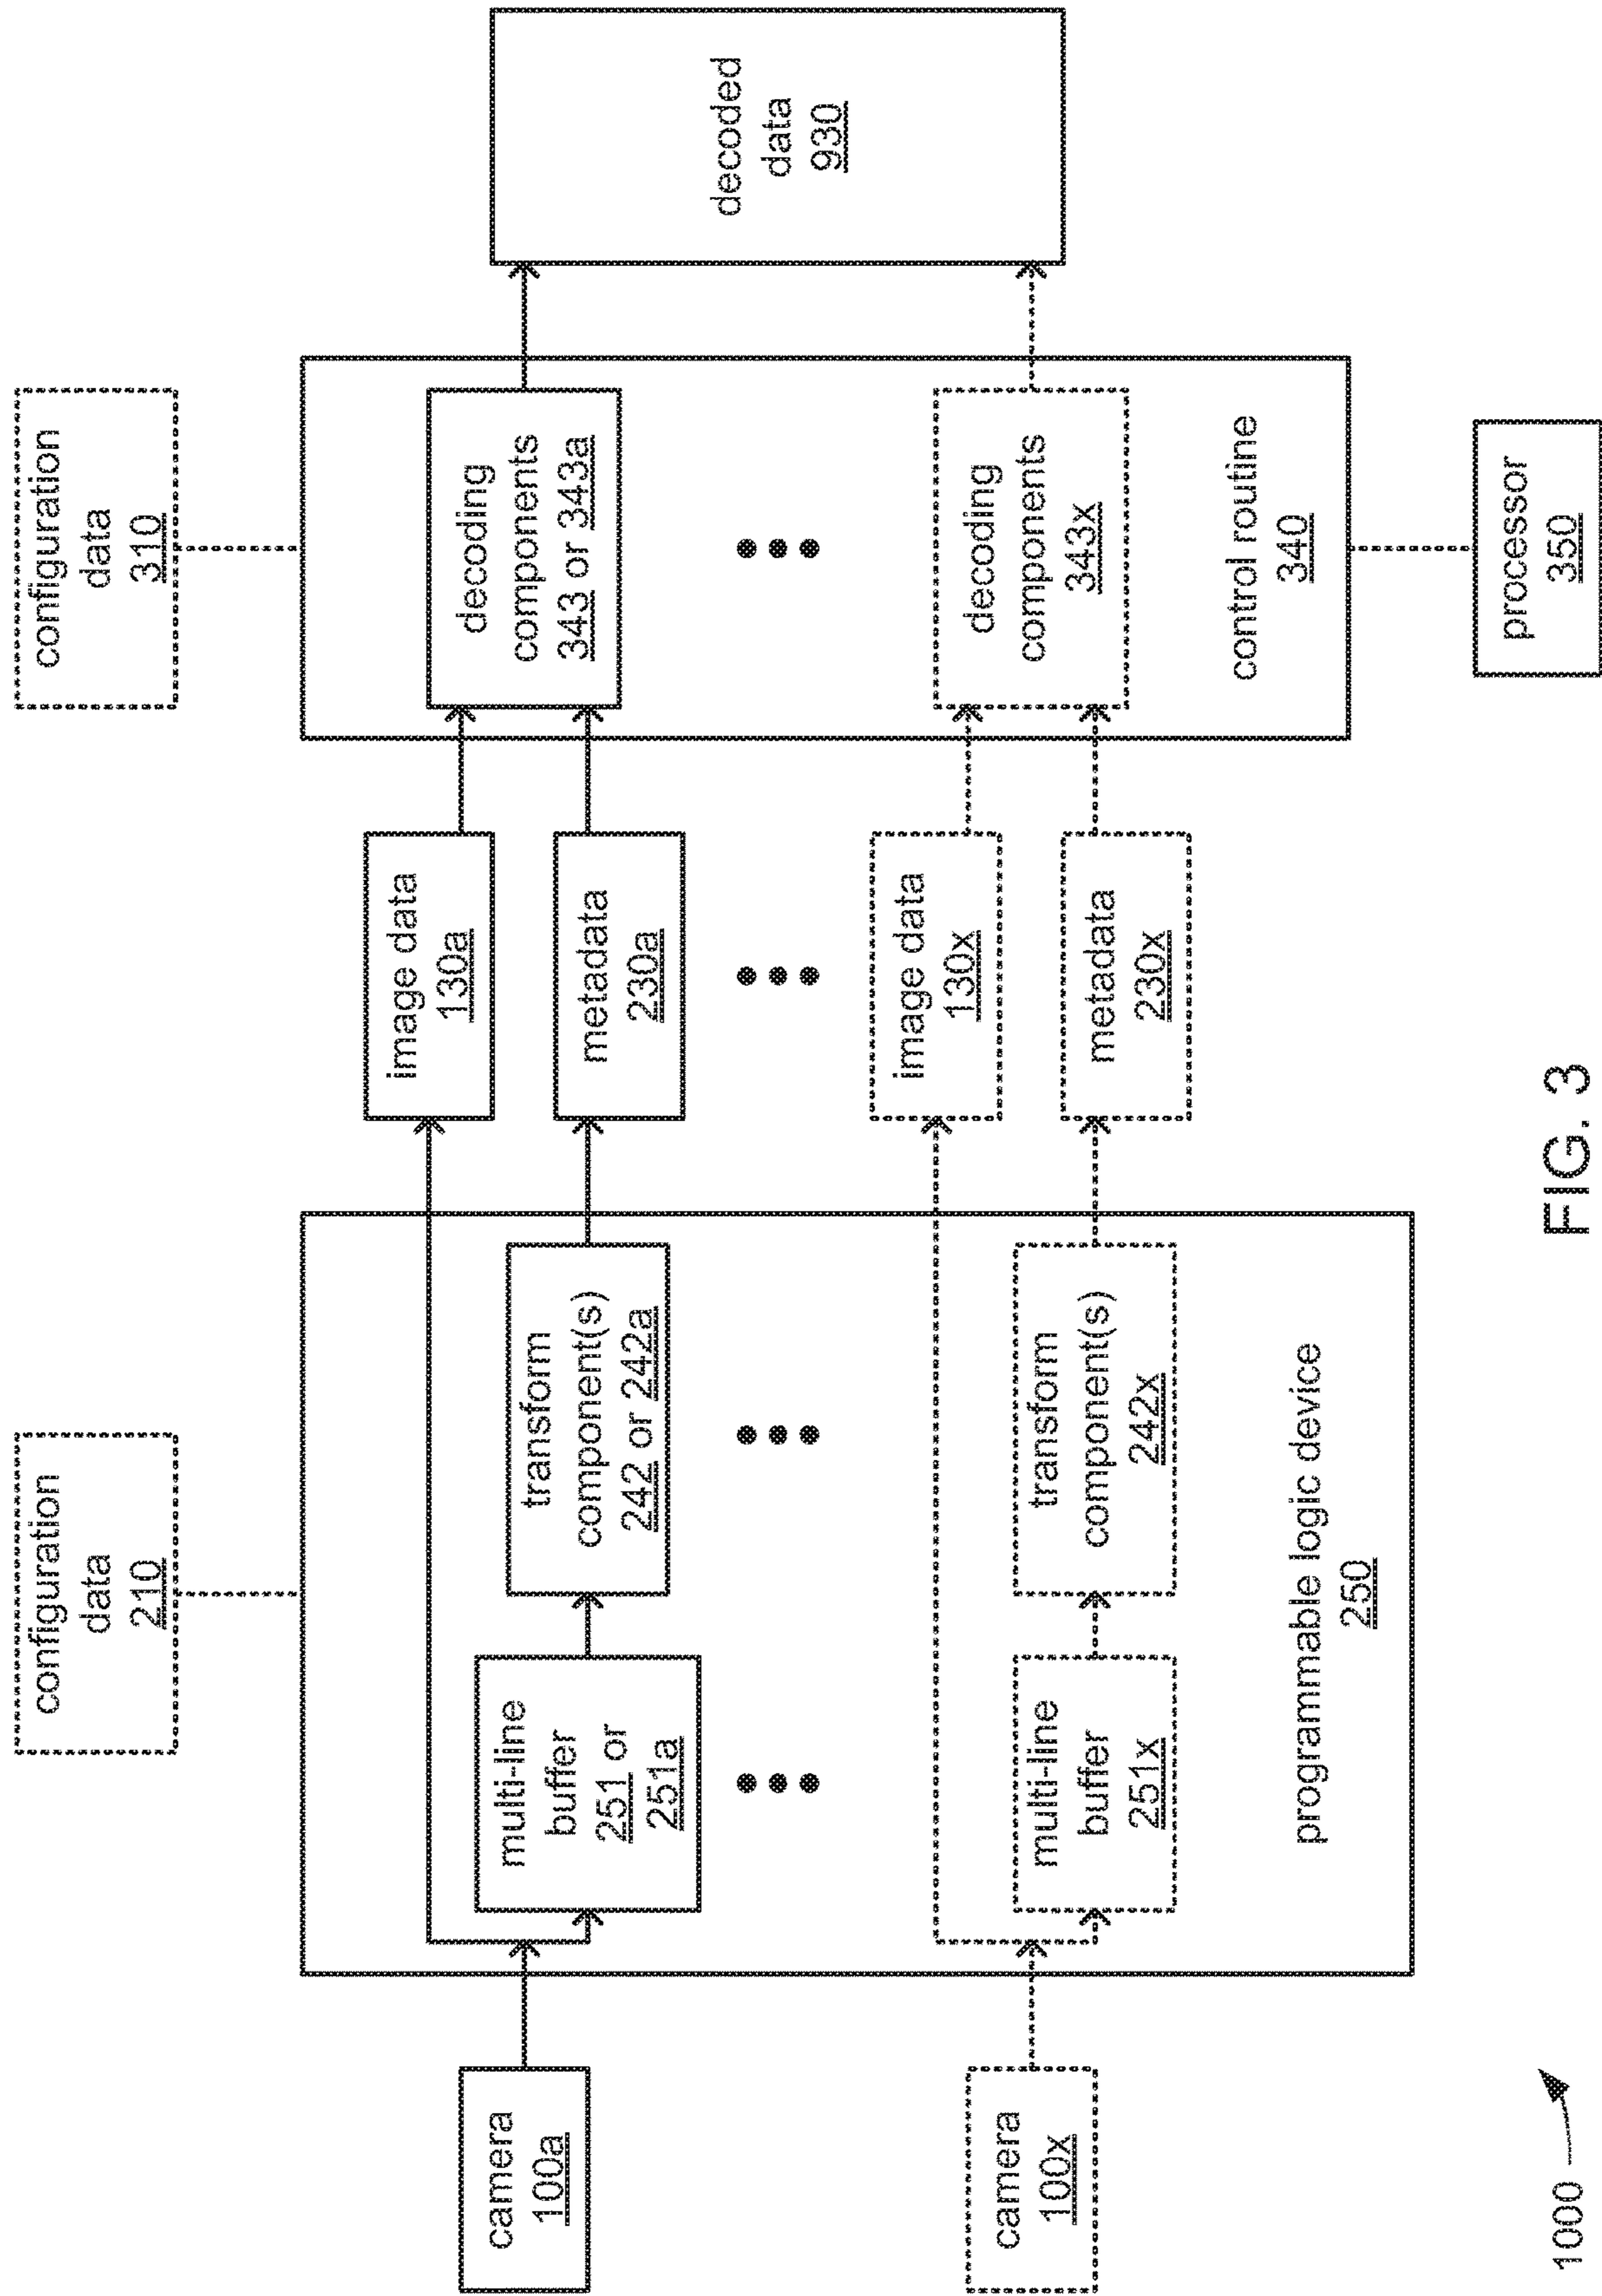 configuration
data
210
configuration
data
310
camera
100a
multi-line
buffer
251 or
251a
transform
component(s)
242 or 242a
image data
130a
metadata
230a
decoding
components
343 or 343a
decoded
data
930
camera
100x
multi-line
buffer
251x
transform
component(s)
242x
image data
130x
metadata
230x
decoding
components
343x
programmable logic device
250
control routine
340
processor
350
1000
FIG. 3